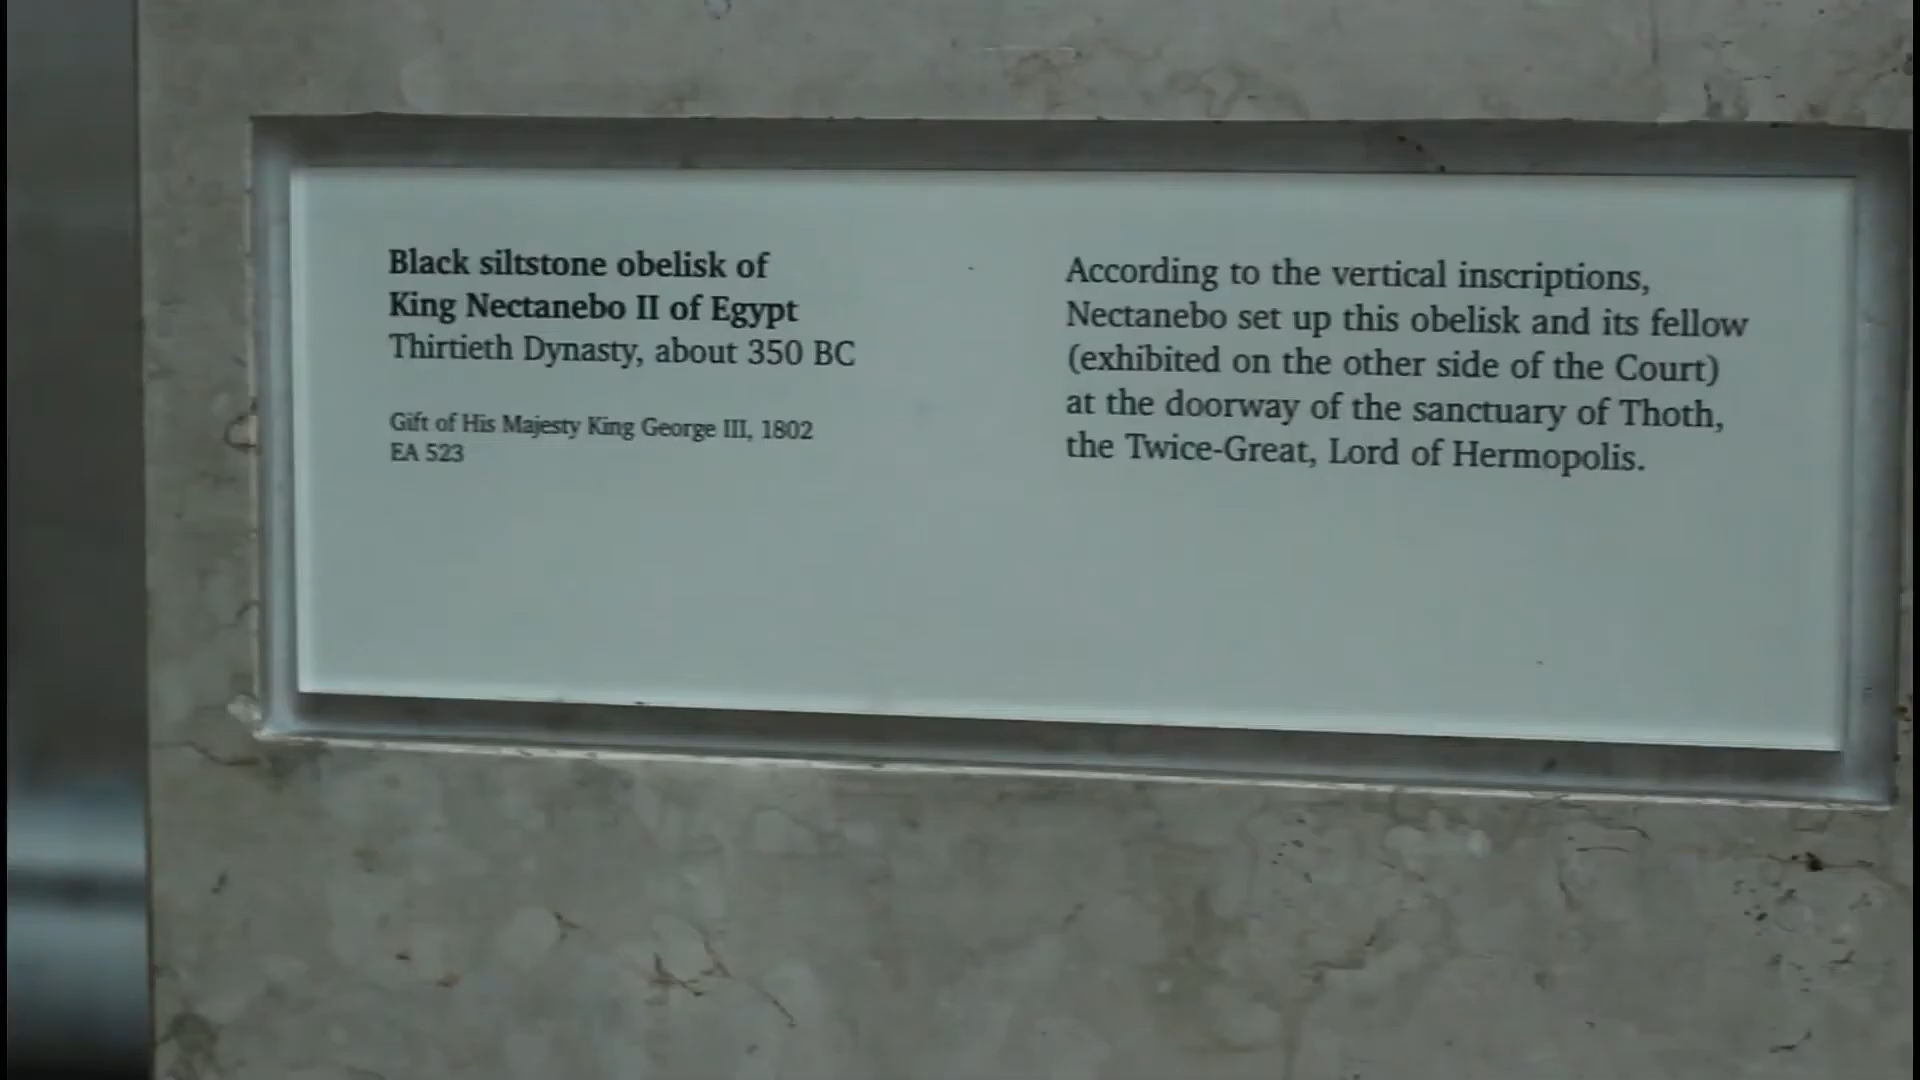 Black siltstone obelisk of
King Nectanebo II of Egypt
Thirtieth Dynasty, about 350 BC
Gift of His Majesty King George III, 1802
EA 523
According to the vertical inscriptions,
Nectanebo set up this obelisk and its fellow
(exhibited on the other side of the Court)
at the doorway of the sanctuary of Thoth,
the Twice-Great, Lord of Hermopolis.